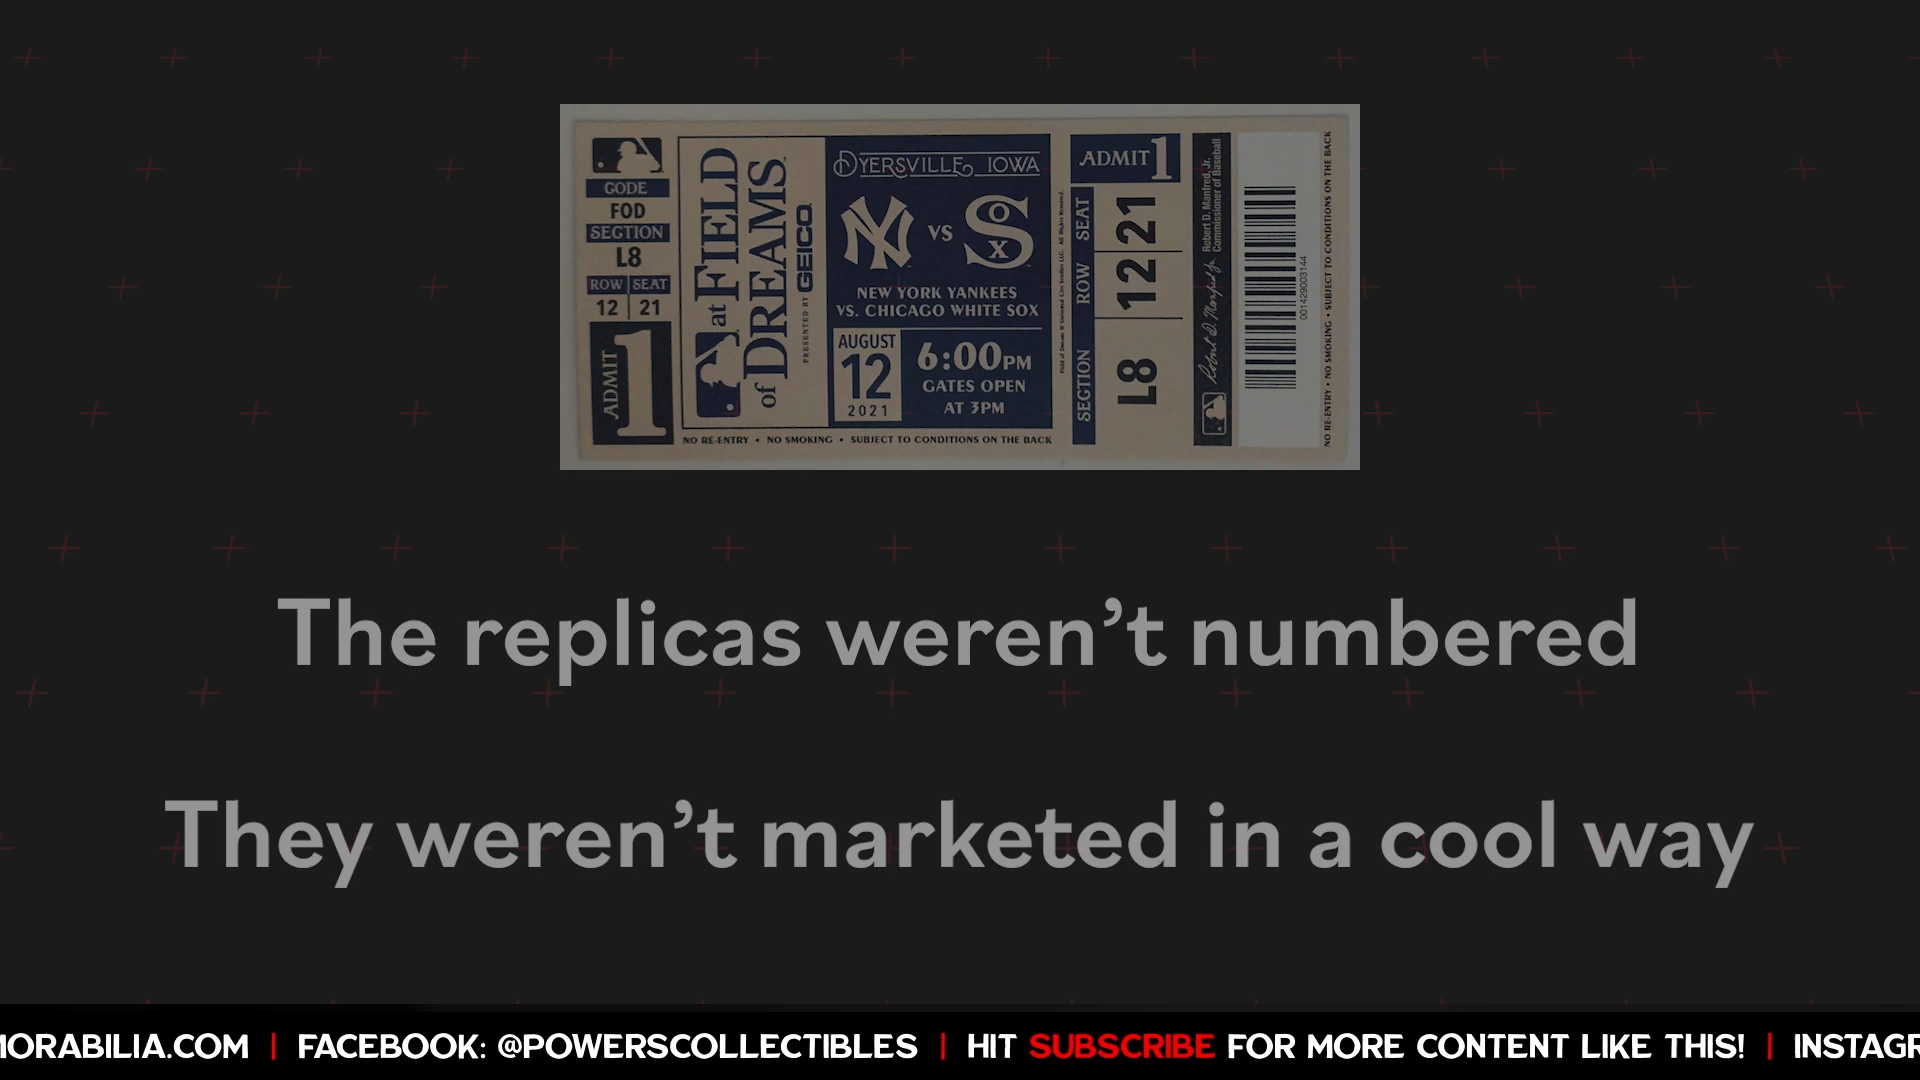 CODE
FOD
SECTION
L8
ROW SEAT
12 21
ADMIT 1
MLB at FIELD
of DREAMS
PRESENTED BY GEICO
DYERSVILLE, IOWA
NY VS SOX
NEW YORK YANKEES
VS. CHICAGO WHITE SOX
AUGUST
12
2021
6:00PM
GATES OPEN
AT 3PM
NO RE-ENTRY • NO SMOKING • SUBJECT TO CONDITIONS ON THE BACK
ADMIT 1
SECTION ROW SEAT
L8 12 21
Robert D. Manfred, Jr.
Commissioner of Baseball
001429003144
NO RE-ENTRY • NO SMOKING • SUBJECT TO CONDITIONS ON THE BACK
The replicas weren’t numbered
They weren’t marketed in a cool way
MORABILIA.COM | FACEBOOK: @POWERSCOLLECTIBLES | HIT SUBSCRIBE FOR MORE CONTENT LIKE THIS! | INSTAGR